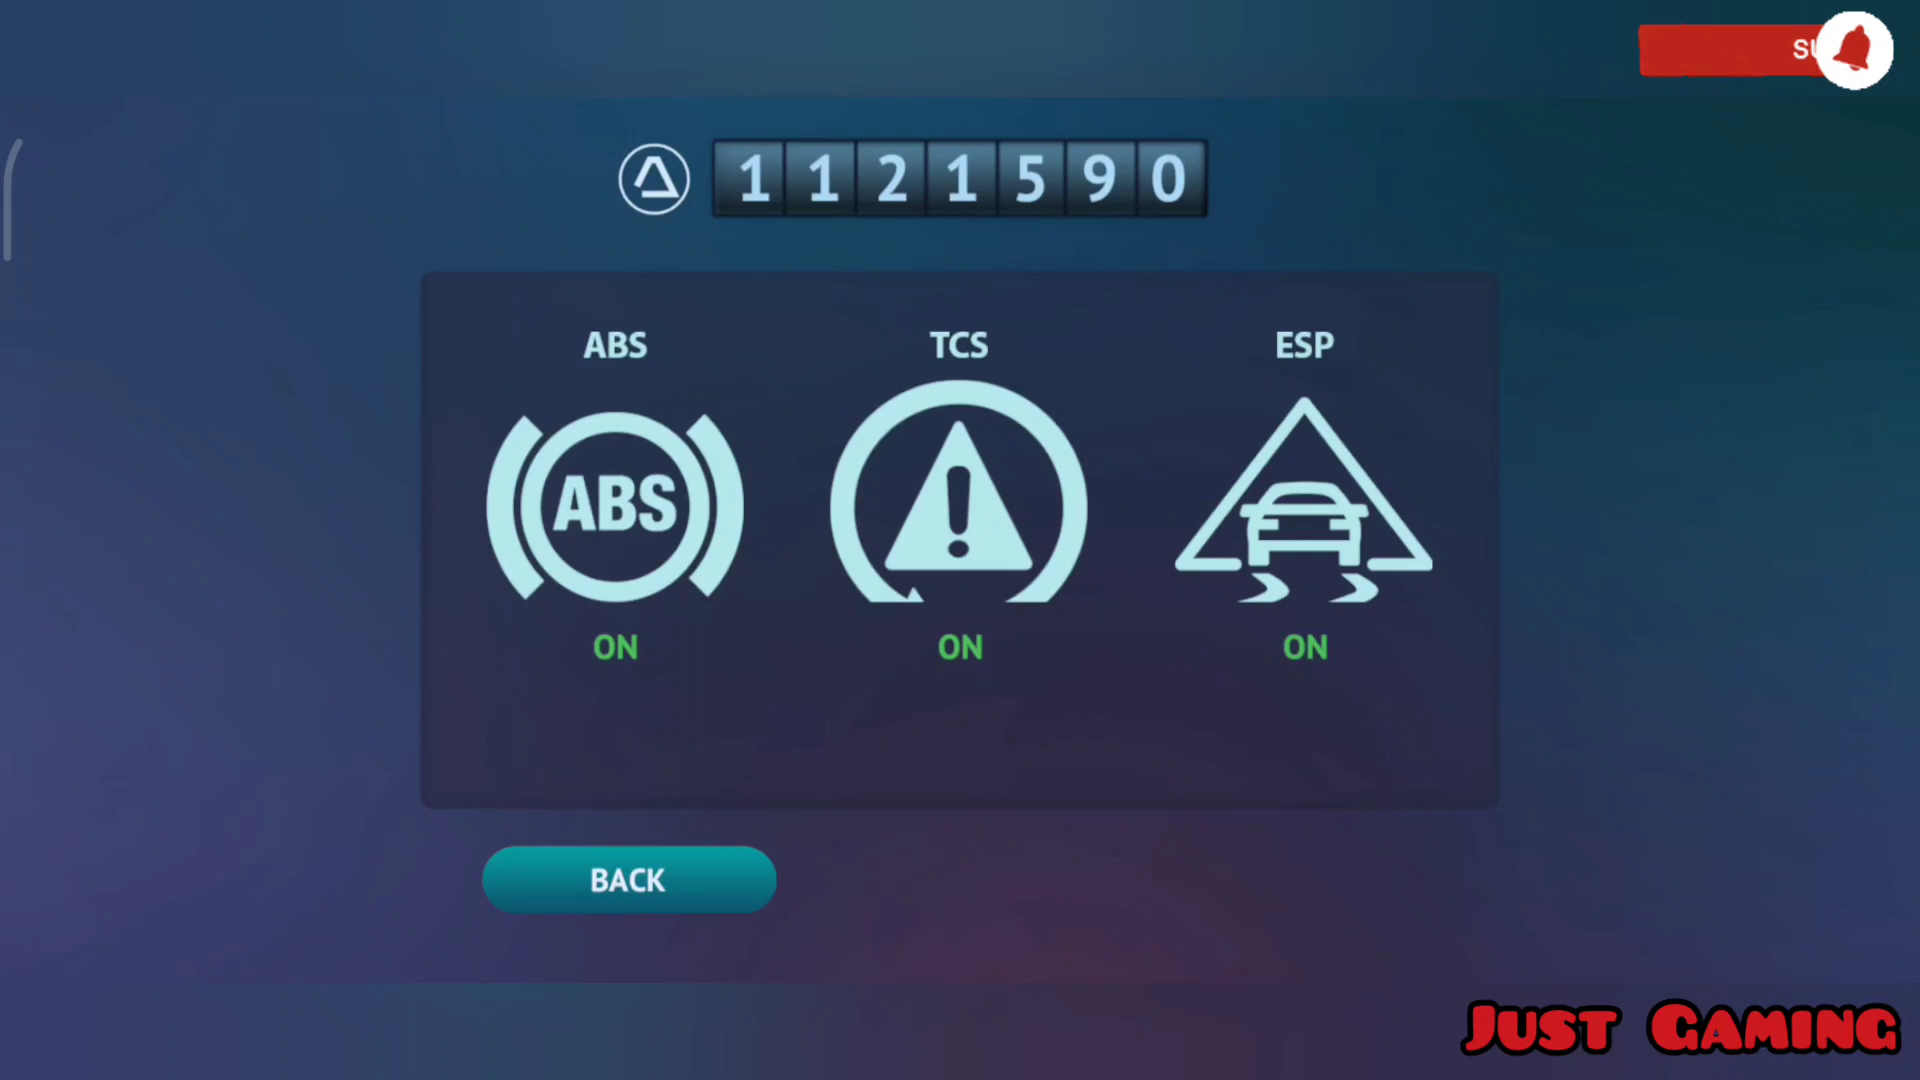 1121590
ABS
TCS
ESP
ABS
ON
ON
ON
BACK
JUST GAMING